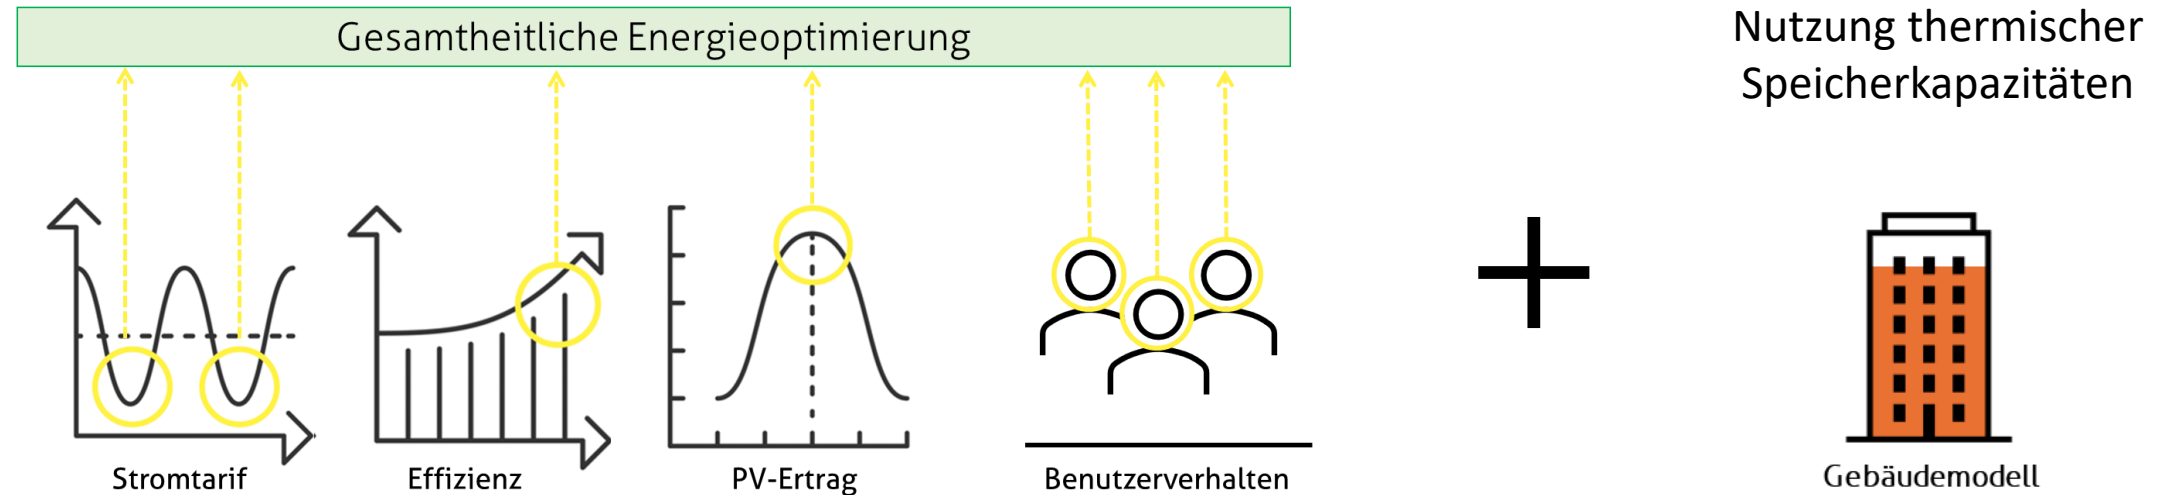 Gesamtheitliche Energieoptimierung
Nutzung thermischer
Speicherkapazitäten
Stromtarif
Effizienz
PV-Ertrag
Benutzerverhalten
Gebäudemodell